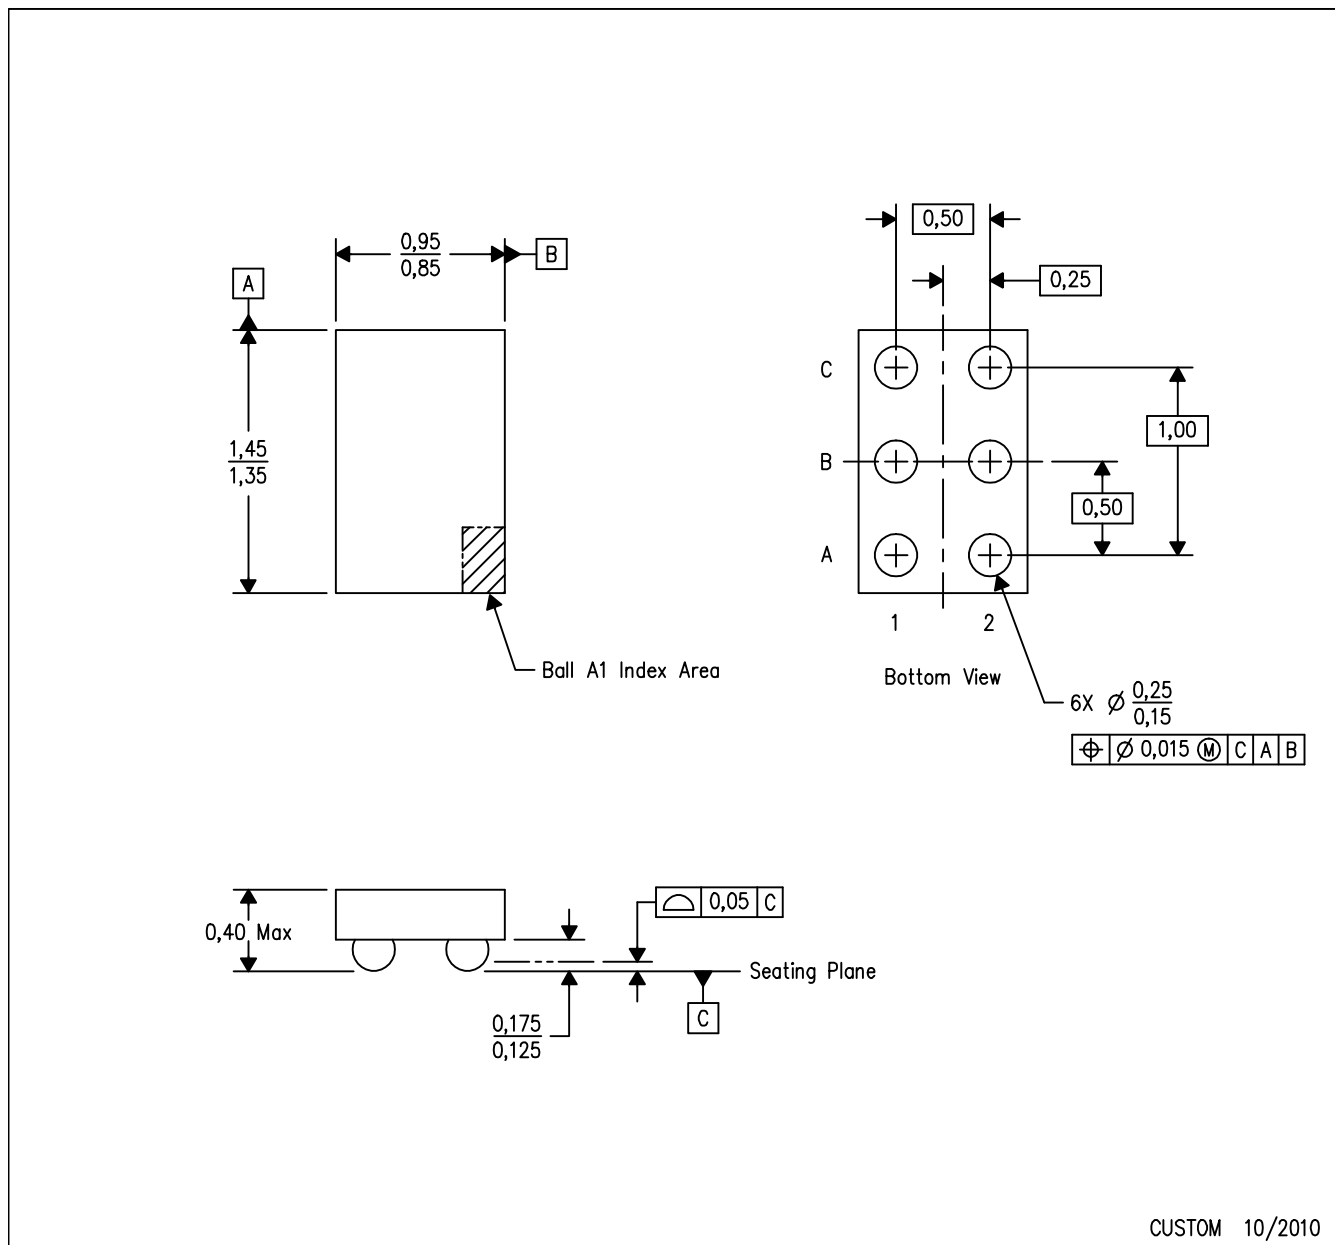 0,50
0,95
0,85
B
0,25
A
C
1,45
1,35
1,00
B
0,50
A
1 2
Ball A1 Index Area
Bottom View
6X Ø 0,25
0,15
⌖ Ø 0,015 Ⓜ C A B
⌓ 0,05 C
0,40 Max
Seating Plane
C
0,175
0,125
CUSTOM 10/2010